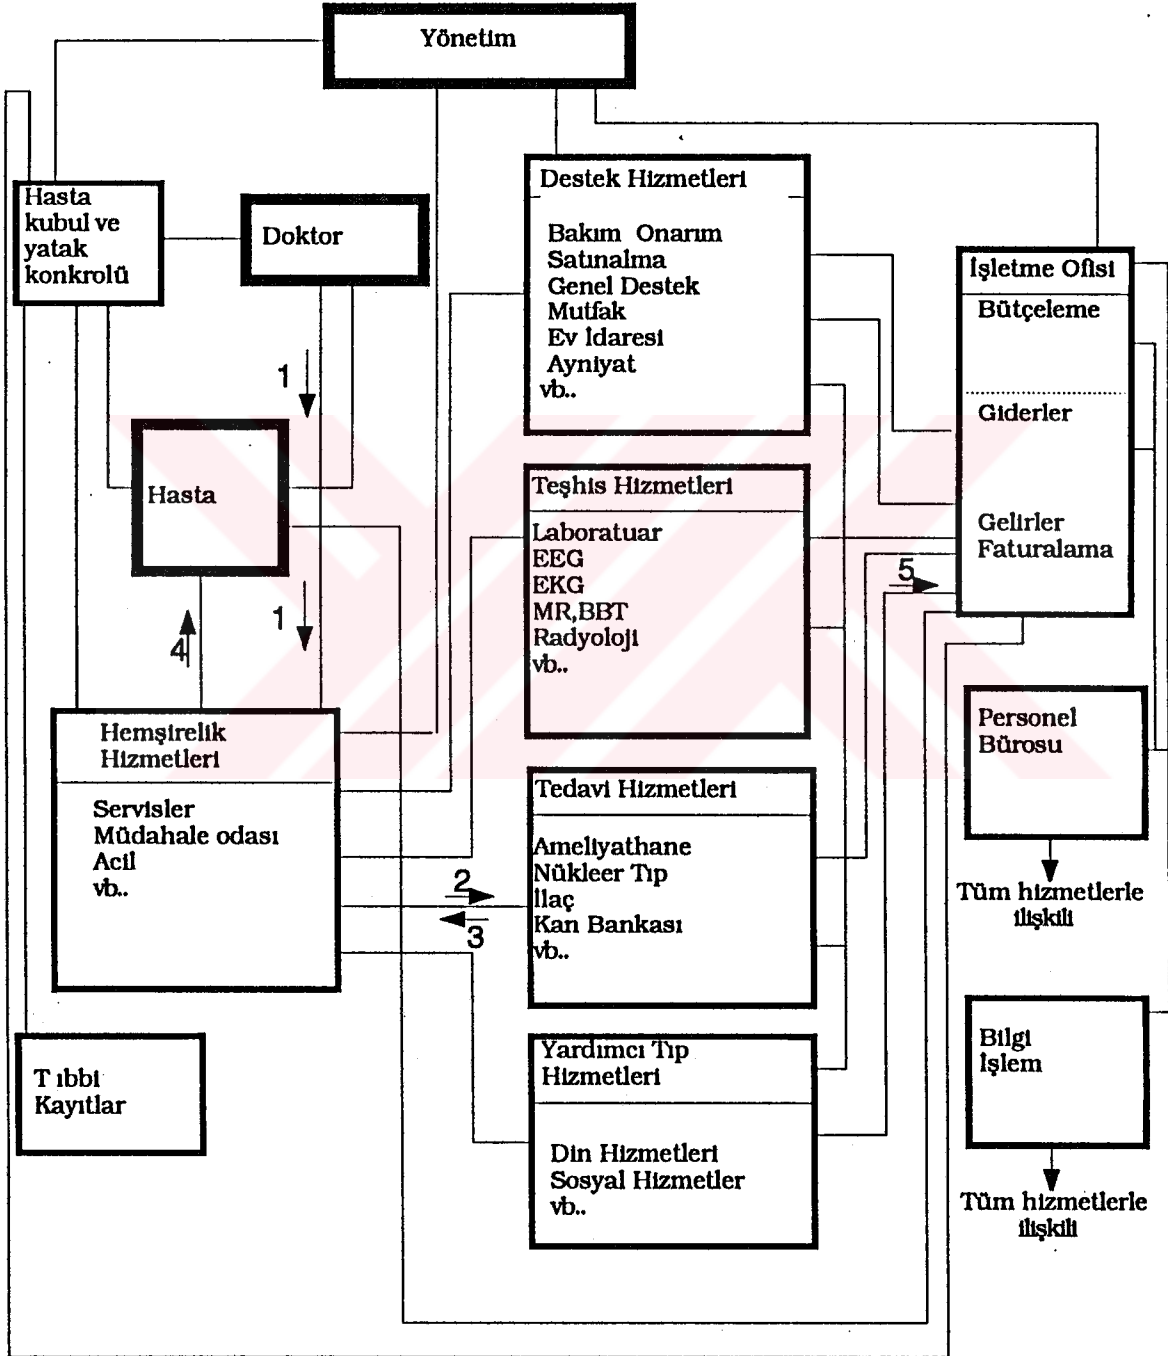 Yönetim
Hasta
kubul ve
yatak
konkrolü
Doktor
1
Hasta
1
4
Hemşirelik
Hizmetleri
Servisler
Müdahale odası
Acil
vb..
Tıbbi
Kayıtlar
Destek Hizmetleri
Bakım Onarım
Satınalma
Genel Destek
Mutfak
Ev İdaresi
Ayniyat
vb..
Teşhis Hizmetleri
Laboratuar
EEG
EKG
MR,BBT
Radyoloji
vb..
2
3
Tedavi Hizmetleri
Ameliyathane
Nükleer Tıp
İlaç
Kan Bankası
vb..
Yardımcı Tıp
Hizmetleri
Din Hizmetleri
Sosyal Hizmetler
vb..
5
İşletme Ofisi
Bütçeleme
Giderler
Gelirler
Faturalama
Personel
Bürosu
Tüm hizmetlerle
ilişkili
Bilgi
İşlem
Tüm hizmetlerle
ilişkili